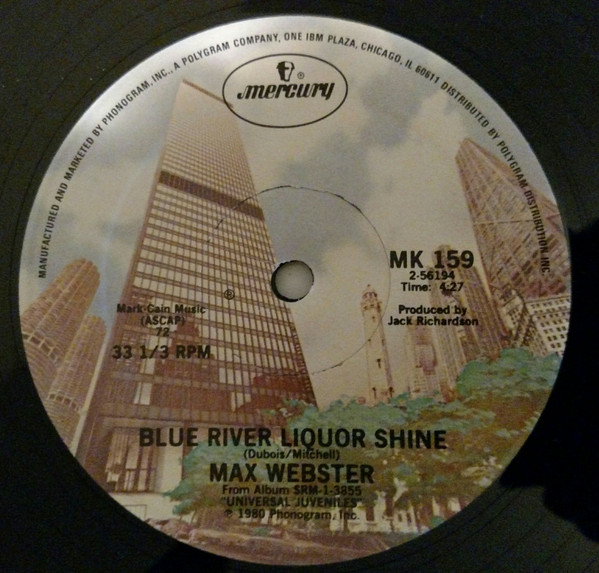 MANUFACTURED AND MARKETED BY PHONOGRAM, INC., A POLYGRAM COMPANY, ONE IBM PLAZA, CHICAGO, IL 60611 DISTRIBUTED BY POLYGRAM DISTRIBUTION, INC.
®
mercury
MK 159
2-56194
Time: 4:27
®
Mark-Cain Music
(ASCAP)
72
Produced by
Jack Richardson
33 1/3 RPM
BLUE RIVER LIQUOR SHINE
(Dubois/Mitchell)
MAX WEBSTER
From Album SRM-1-3855
"UNIVERSAL JUVENILES"
℗ 1980 Phonogram, Inc.